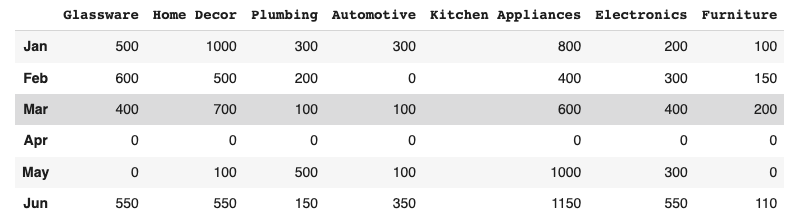 Glassware Home Decor Plumbing Automotive Kitchen Appliances Electronics Furniture
Jan 500 1000 300 300 800 200 100
Feb 600 500 200 0 400 300 150
Mar 400 700 100 100 600 400 200
Apr 0 0 0 0 0 0 0
May 0 100 500 100 1000 300 0
Jun 550 550 150 350 1150 550 110